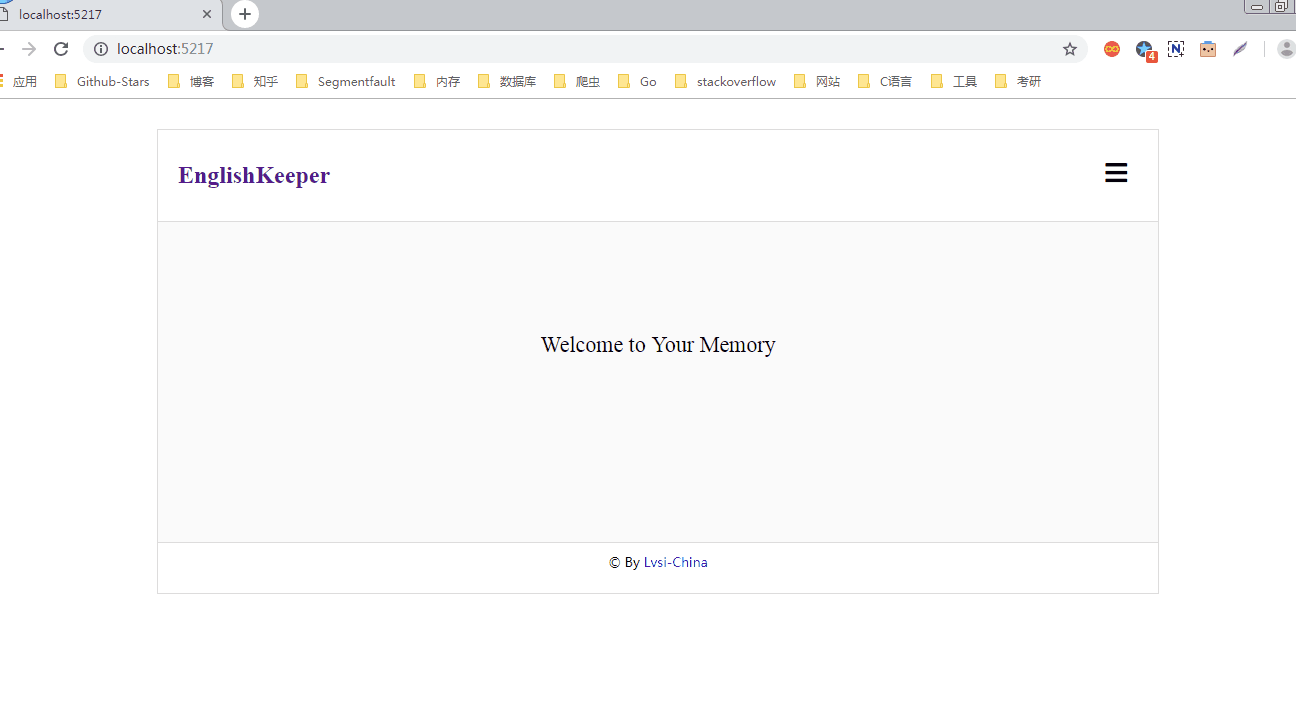 localhost:5217
localhost:5217
4
应用 Github-Stars 博客 知乎 Segmentfault 内存 数据库 爬虫 Go stackoverflow 网站 C语言 工具 考研
EnglishKeeper
Welcome to Your Memory
© By Lvsi-China